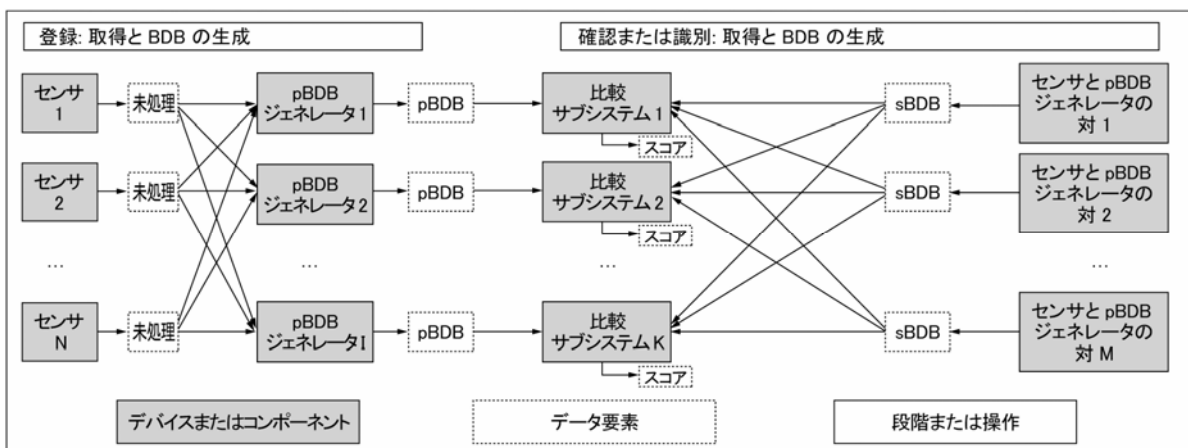 登録: 取得と BDB の生成
確認または識別: 取得と BDB の生成
センサ
1
未処理
pBDB
ジェネレータ1
pBDB
比較
サブシステム1
スコア
sBDB
センサと pBDB
ジェネレータの
対 1
センサ
2
未処理
pBDB
ジェネレータ2
pBDB
比較
サブシステム2
スコア
sBDB
センサと pBDB
ジェネレータの
対 2
…
…
…
…
センサ
N
未処理
pBDB
ジェネレータI
pBDB
比較
サブシステムK
スコア
sBDB
センサと pBDB
ジェネレータの
対 M
デバイスまたはコンポーネント
データ要素
段階または操作